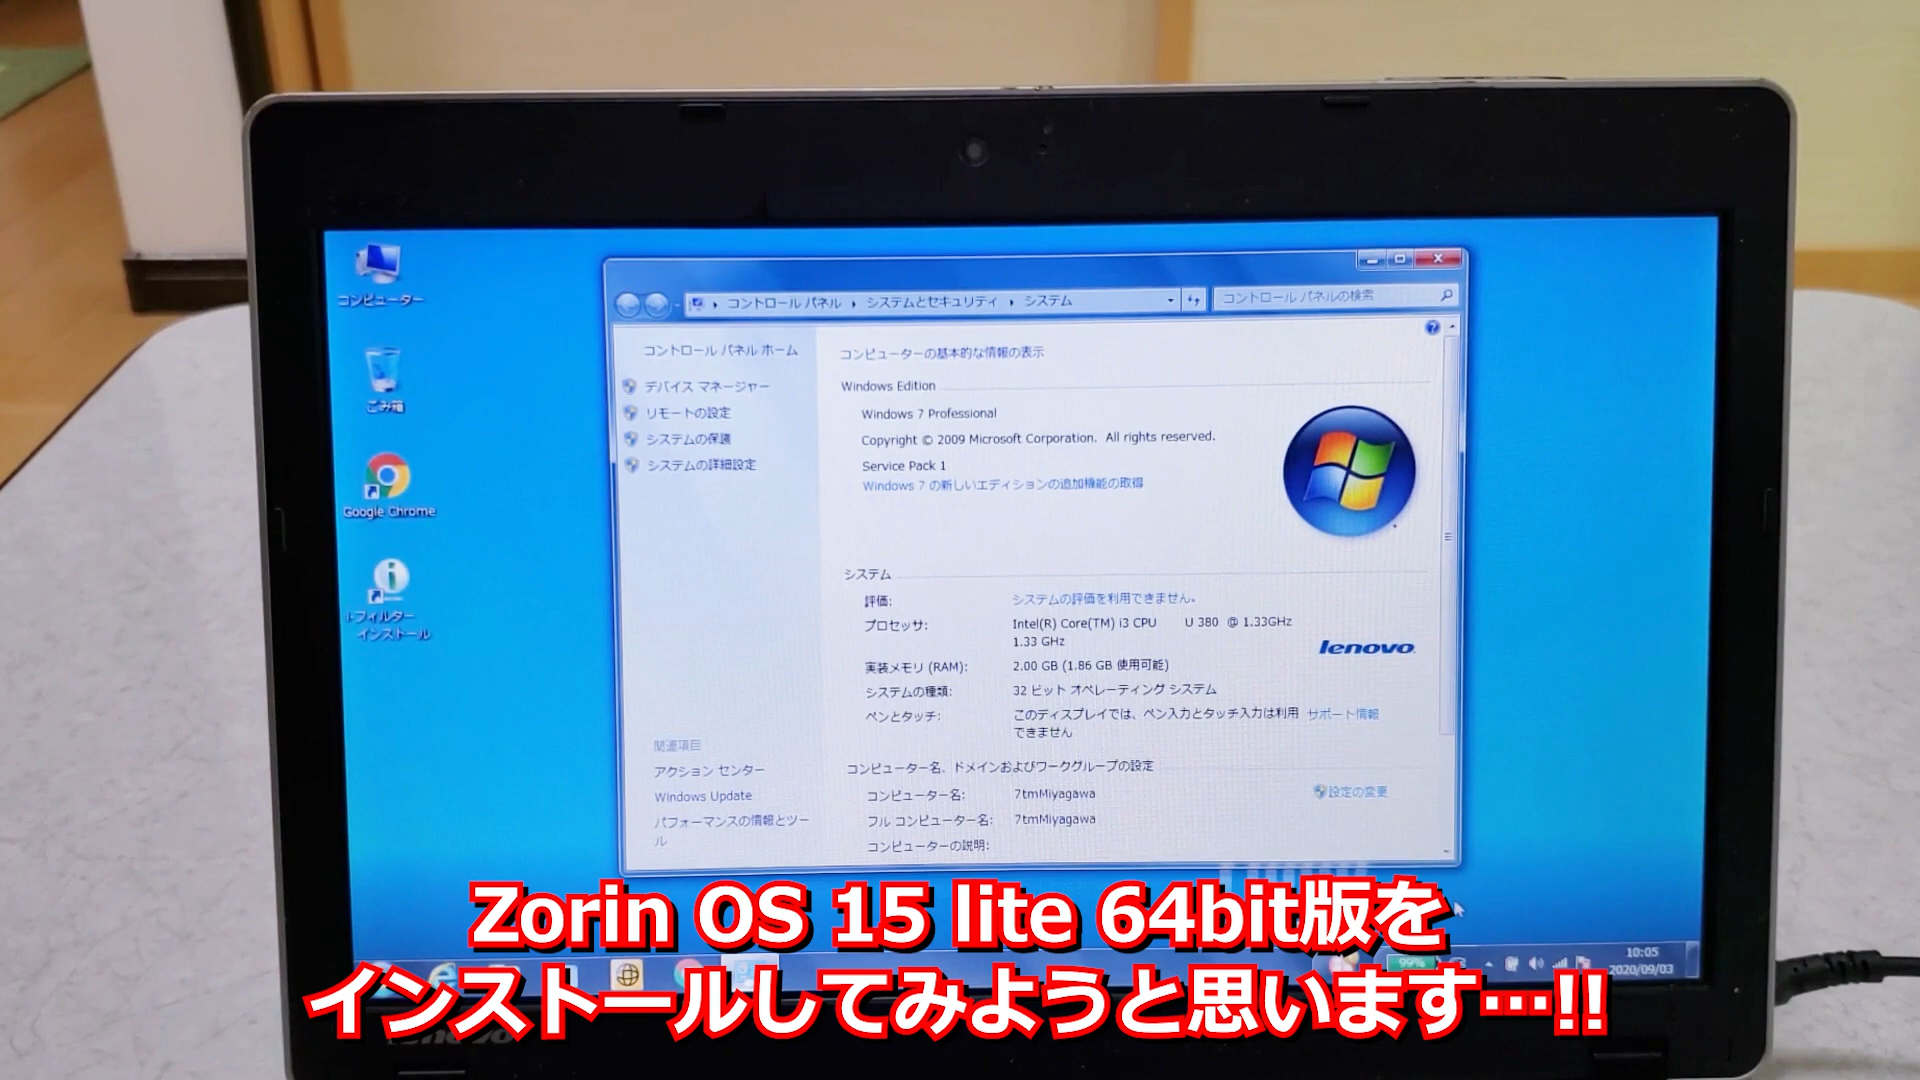 コンピューター
ごみ箱
Google Chrome
i-フィルター
インストール
コントロール パネル
システムとセキュリティ
システム
コントロール パネルの検索
コントロール パネル ホーム
デバイス マネージャー
リモートの設定
システムの保護
システムの詳細設定
関連項目
アクション センター
Windows Update
パフォーマンスの情報とツー
ル
コンピューターの基本的な情報の表示
Windows Edition
Windows 7 Professional
Copyright © 2009 Microsoft Corporation. All rights reserved.
Service Pack 1
Windows 7 の新しいエディションの追加機能の取得
システム
評価: システムの評価を利用できません。
プロセッサ: Intel(R) Core(TM) i3 CPU U 380 @ 1.33GHz
1.33 GHz
lenovo
実装メモリ (RAM): 2.00 GB (1.86 GB 使用可能)
システムの種類: 32 ビット オペレーティング システム
ペンとタッチ: このディスプレイでは、ペン入力とタッチ入力は利用
できません
サポート情報
コンピューター名、ドメインおよびワークグループの設定
コンピューター名: 7tmMiyagawa
設定の変更
フル コンピューター名: 7tmMiyagawa
コンピューターの説明:
Zorin OS 15 lite 64bit版を
インストールしてみようと思います…!!
99%
10:05
2020/09/03